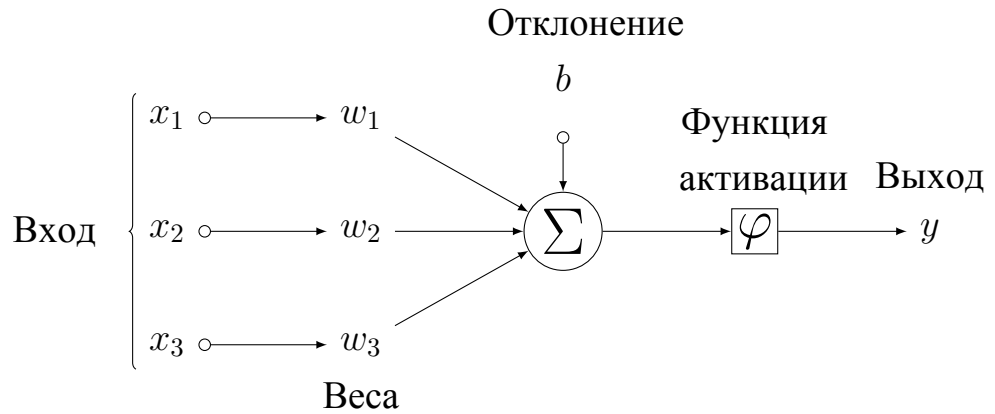 Отклонение
b
x₁ w₁
Функция
активации
Выход
Вход
x₂ w₂
∑
φ
y
x₃ w₃
Веса